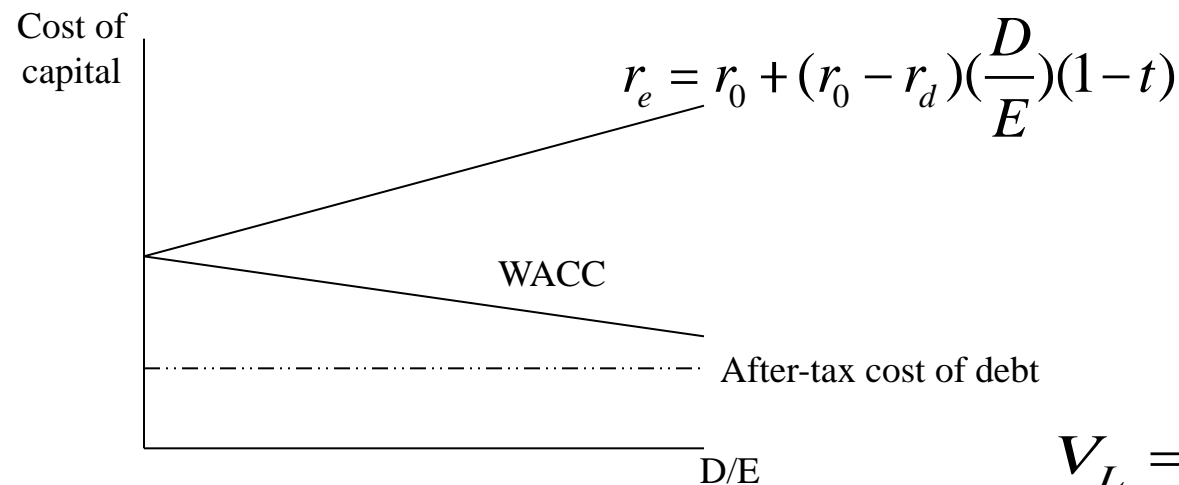 Cost of
capital
r_e = r_0 + (r_0 − r_d)(D/E)(1−t)
WACC
After-tax cost of debt
D/E
V_L =